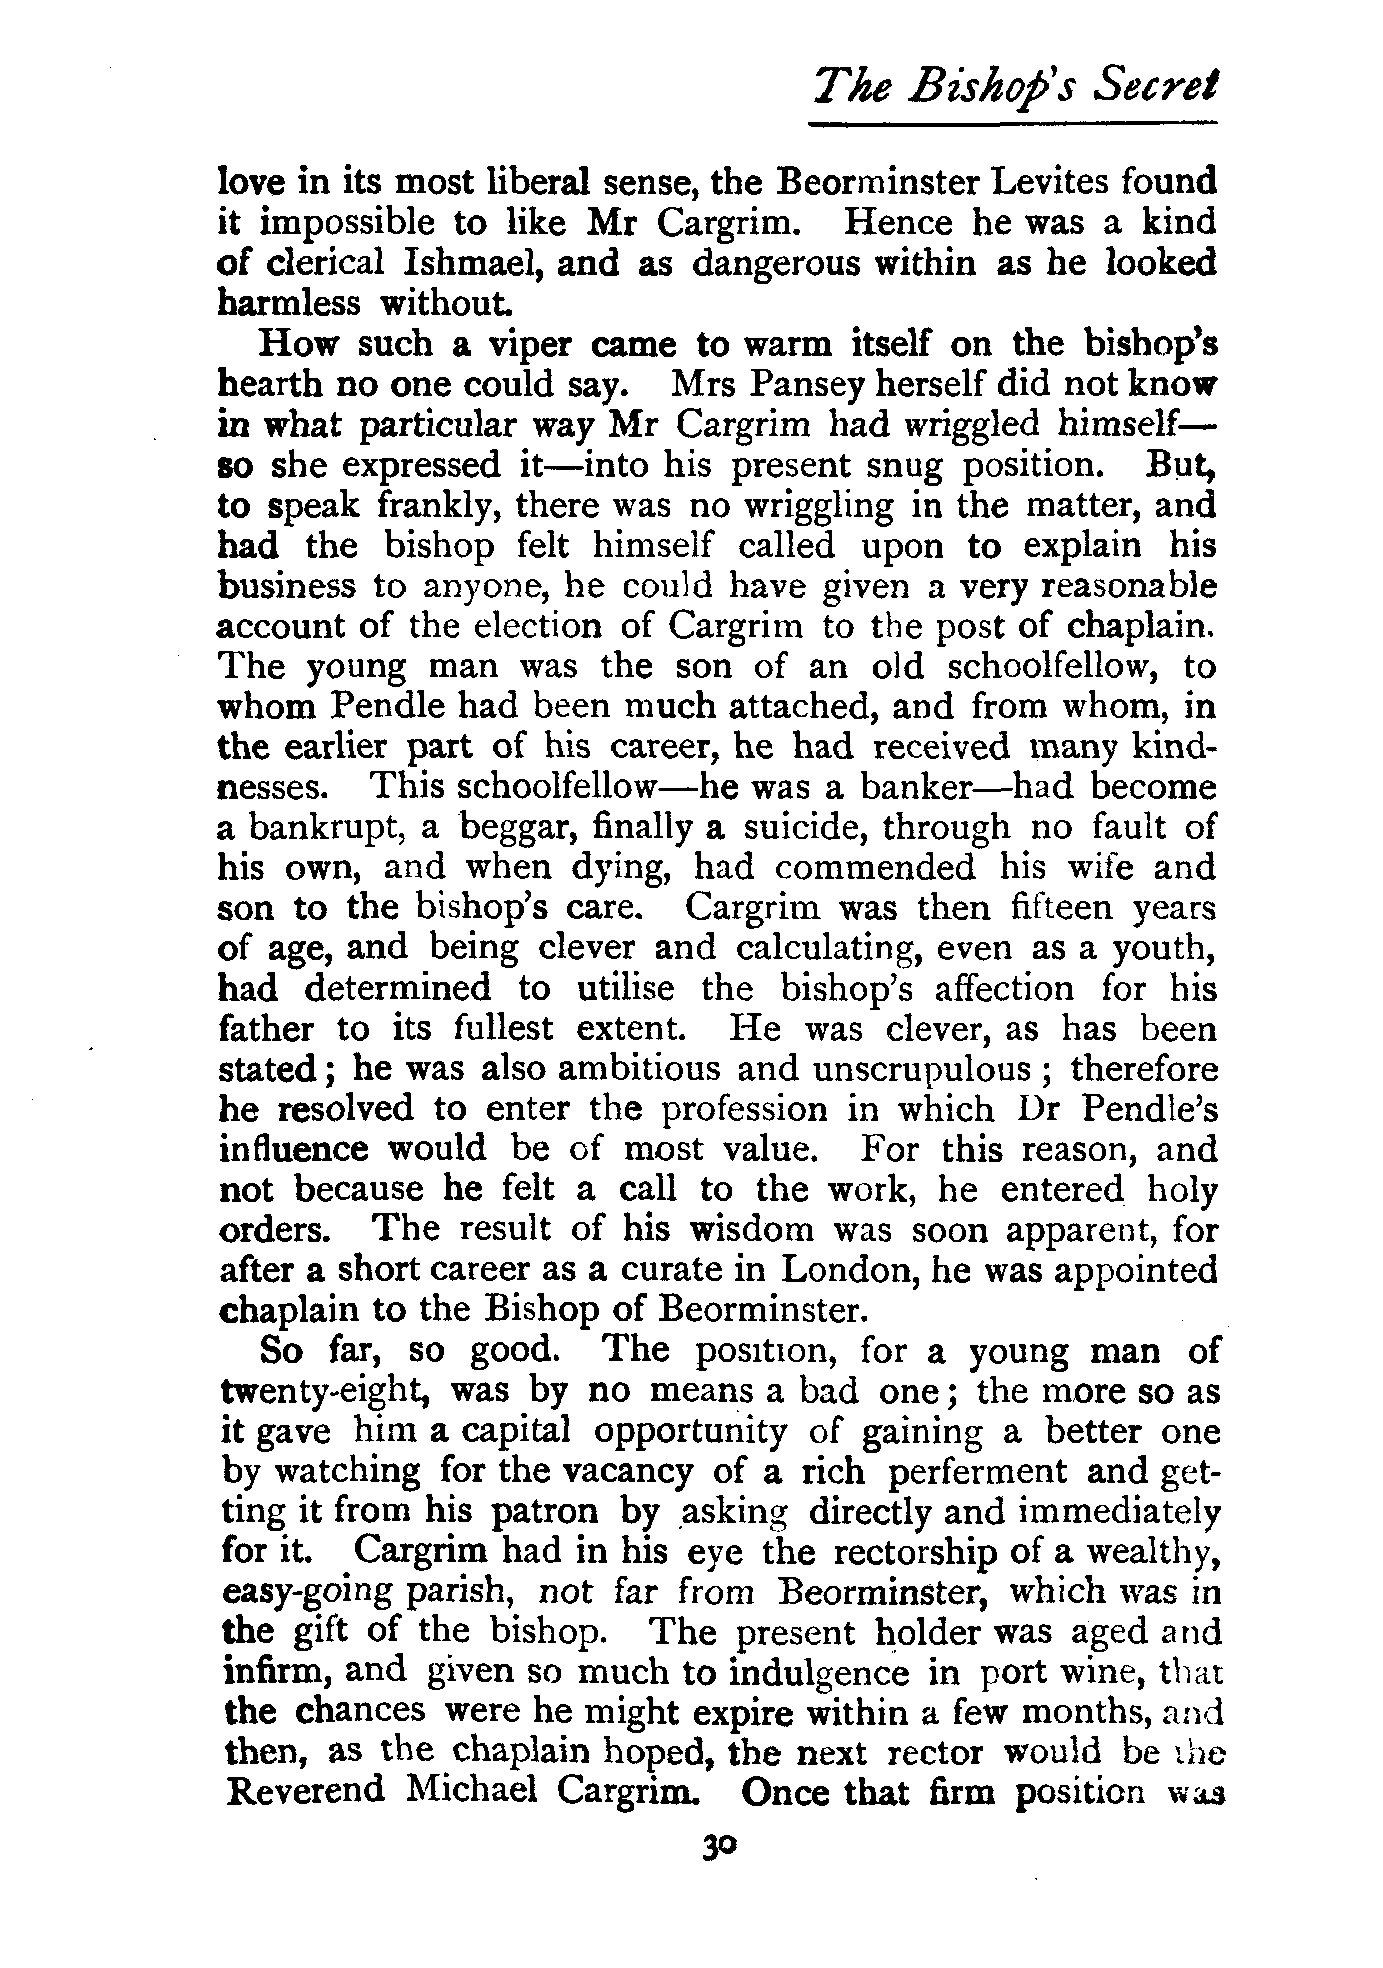 The Bishop's Secret
love in its most liberal sense, the Beorminster Levites found
it impossible to like Mr Cargrim. Hence he was a kind
of clerical Ishmael, and as dangerous within as he looked
harmless without.
How such a viper came to warm itself on the bishop's
hearth no one could say. Mrs Pansey herself did not know
in what particular way Mr Cargrim had wriggled himself—
so she expressed it—into his present snug position. But,
to speak frankly, there was no wriggling in the matter, and
had the bishop felt himself called upon to explain his
business to anyone, he could have given a very reasonable
account of the election of Cargrim to the post of chaplain.
The young man was the son of an old schoolfellow, to
whom Pendle had been much attached, and from whom, in
the earlier part of his career, he had received many kind-
nesses. This schoolfellow—he was a banker—had become
a bankrupt, a beggar, finally a suicide, through no fault of
his own, and when dying, had commended his wife and
son to the bishop's care. Cargrim was then fifteen years
of age, and being clever and calculating, even as a youth,
had determined to utilise the bishop's affection for his
father to its fullest extent. He was clever, as has been
stated; he was also ambitious and unscrupulous; therefore
he resolved to enter the profession in which Dr Pendle's
influence would be of most value. For this reason, and
not because he felt a call to the work, he entered holy
orders. The result of his wisdom was soon apparent, for
after a short career as a curate in London, he was appointed
chaplain to the Bishop of Beorminster.
So far, so good. The position, for a young man of
twenty-eight, was by no means a bad one; the more so as
it gave him a capital opportunity of gaining a better one
by watching for the vacancy of a rich perferment and get-
ting it from his patron by asking directly and immediately
for it. Cargrim had in his eye the rectorship of a wealthy,
easy-going parish, not far from Beorminster, which was in
the gift of the bishop. The present holder was aged and
infirm, and given so much to indulgence in port wine, that
the chances were he might expire within a few months, and
then, as the chaplain hoped, the next rector would be the
Reverend Michael Cargrim. Once that firm position was
30